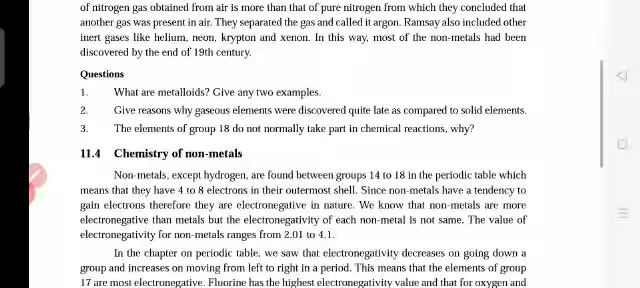 of nitrogen gas obtained from air is more than that of pure nitrogen from which they concluded that
another gas was present in air. They separated the gas and called it argon. Ramsay also included other
inert gases like helium, neon, krypton and xenon. In this way, most of the non-metals had been
discovered by the end of 19th century.
Questions
1. What are metalloids? Give any two examples.
2. Give reasons why gaseous elements were discovered quite late as compared to solid elements.
3. The elements of group 18 do not normally take part in chemical reactions, why?
11.4 Chemistry of non-metals
Non-metals, except hydrogen, are found between groups 14 to 18 in the periodic table which
means that they have 4 to 8 electrons in their outermost shell. Since non-metals have a tendency to
gain electrons therefore they are electronegative in nature. We know that non-metals are more
electronegative than metals but the electronegativity of each non-metal is not same. The value of
electronegativity for non-metals ranges from 2.01 to 4.1.
In the chapter on periodic table, we saw that electronegativity decreases on going down a
group and increases on moving from left to right in a period. This means that the elements of group
17 are most electronegative. Fluorine has the highest electronegativity value and that for oxygen and